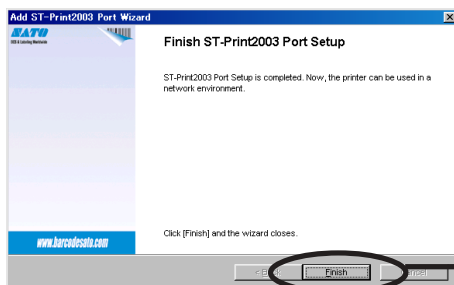 Add ST-Print2003 Port Wizard
SATO
Finish ST-Print2003 Port Setup
ST-Print2003 Port Setup is completed. Now, the printer can be used in a
network environment.
Click [Finish] and the wizard closes.
www.barcodesato.com
Finish